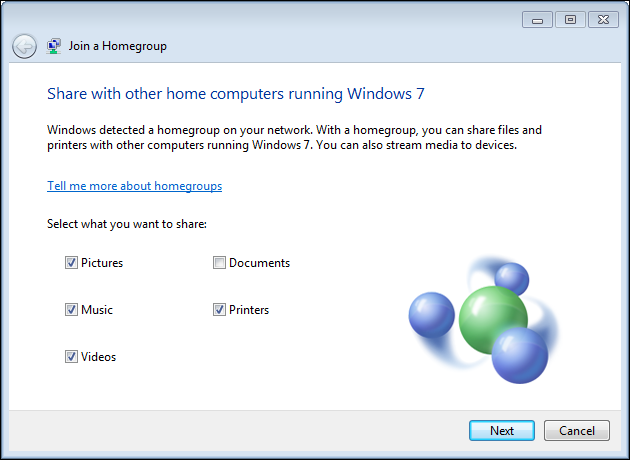 Join a Homegroup
Share with other home computers running Windows 7
Windows detected a homegroup on your network. With a homegroup, you can share files and
printers with other computers running Windows 7. You can also stream media to devices.
Tell me more about homegroups
Select what you want to share:
Pictures
Documents
Music
Printers
Videos
Next
Cancel